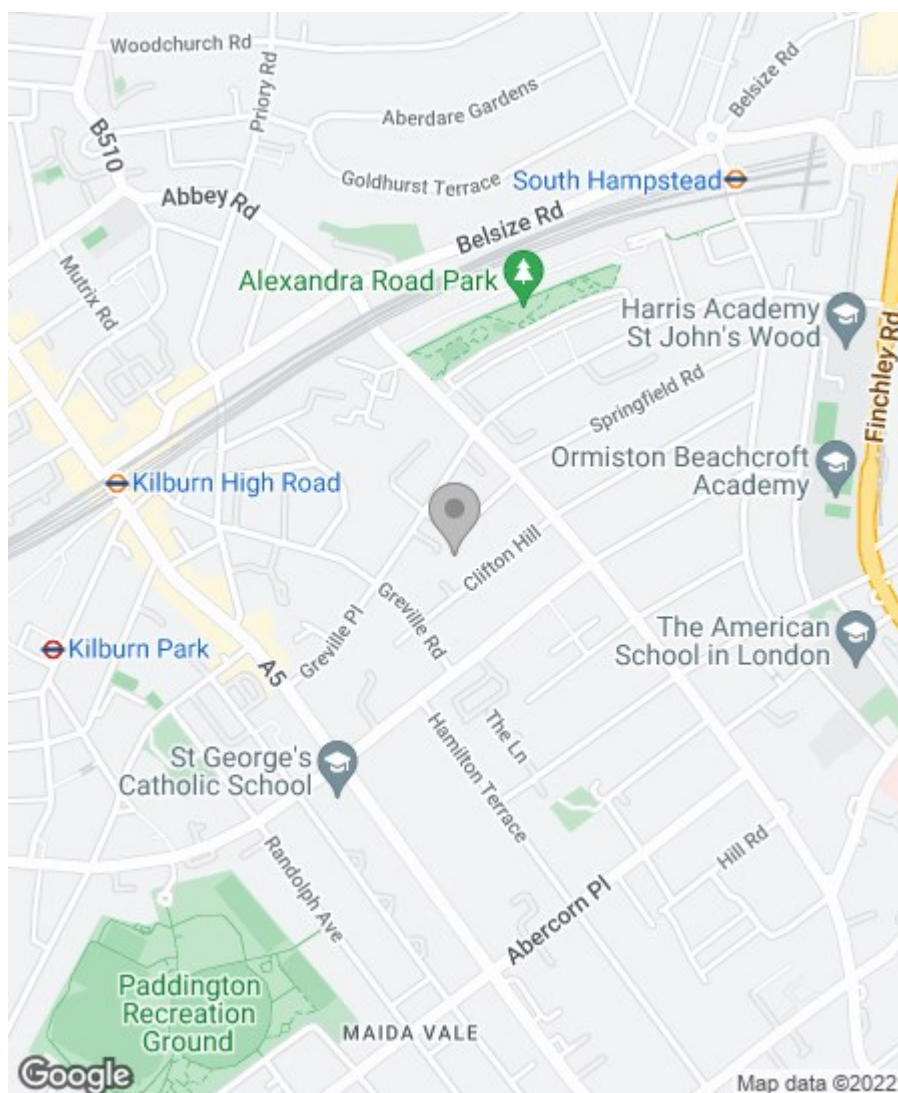 Woodchurch Rd
Priory Rd
Belsize Rd
Aberdare Gardens
B510
Goldhurst Terrace
South Hampstead
Abbey Rd
Belsize Rd
Mutrix Rd
Alexandra Road Park
Harris Academy
St John's Wood
Finchley Rd
Springfield Rd
Ormiston Beachcroft
Academy
Kilburn High Road
Clifton Hill
Greville Pl
Greville Rd
The American
School in London
Kilburn Park
A5
The Ln
Hamilton Terrace
St George's
Catholic School
Hill Rd
Randolph Ave
Abercorn Pl
Paddington
Recreation
Ground
MAIDA VALE
Google
Map data ©2022